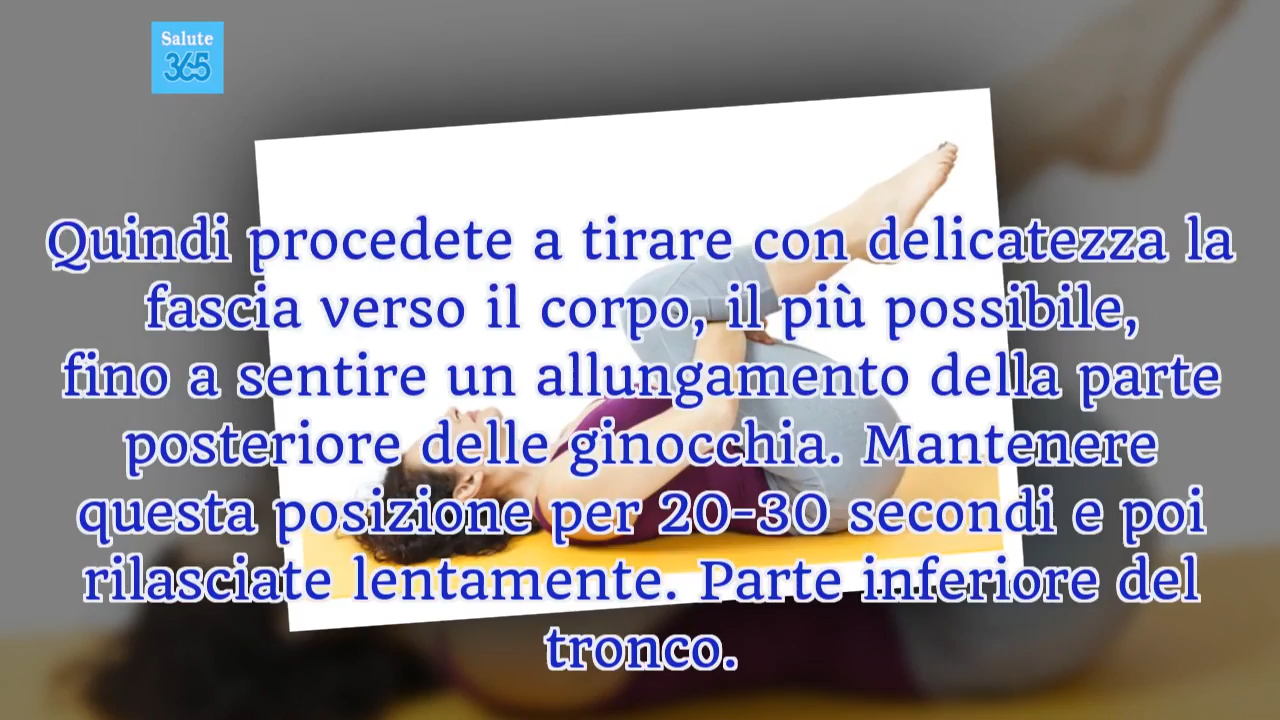 Salute
365
Quindi procedete a tirare con delicatezza la
fascia verso il corpo, il più possibile,
fino a sentire un allungamento della parte
posteriore delle ginocchia. Mantenere
questa posizione per 20-30 secondi e poi
rilasciate lentamente. Parte inferiore del
tronco.